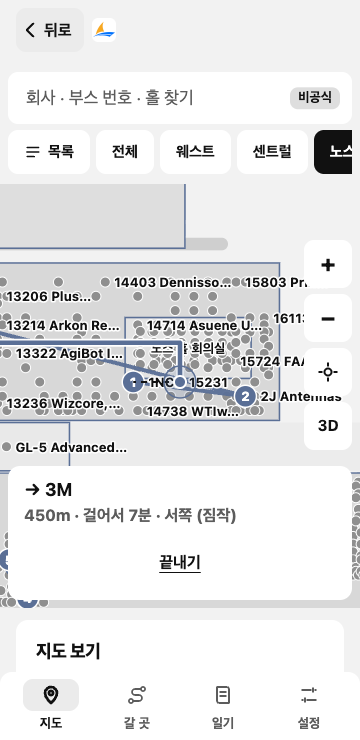 뒤로
회사 · 부스 번호 · 홀 찾기
비공식
목록
전체
웨스트
센트럴
14403 Dennisso...
15803
13206 Plus...
13214 Arkon Re...
14714 Asuene U...
회의실
13322 AgiBot I...
15724
1
15231
2
2J Antennas
13236 Wizcore,...
14738 WTIw...
GL-5 Advanced...
+
−
3D
→ 3M
450m · 걸어서 7분 · 서쪽 (짐작)
끝내기
지도 보기
지도
갈 곳
일기
설정